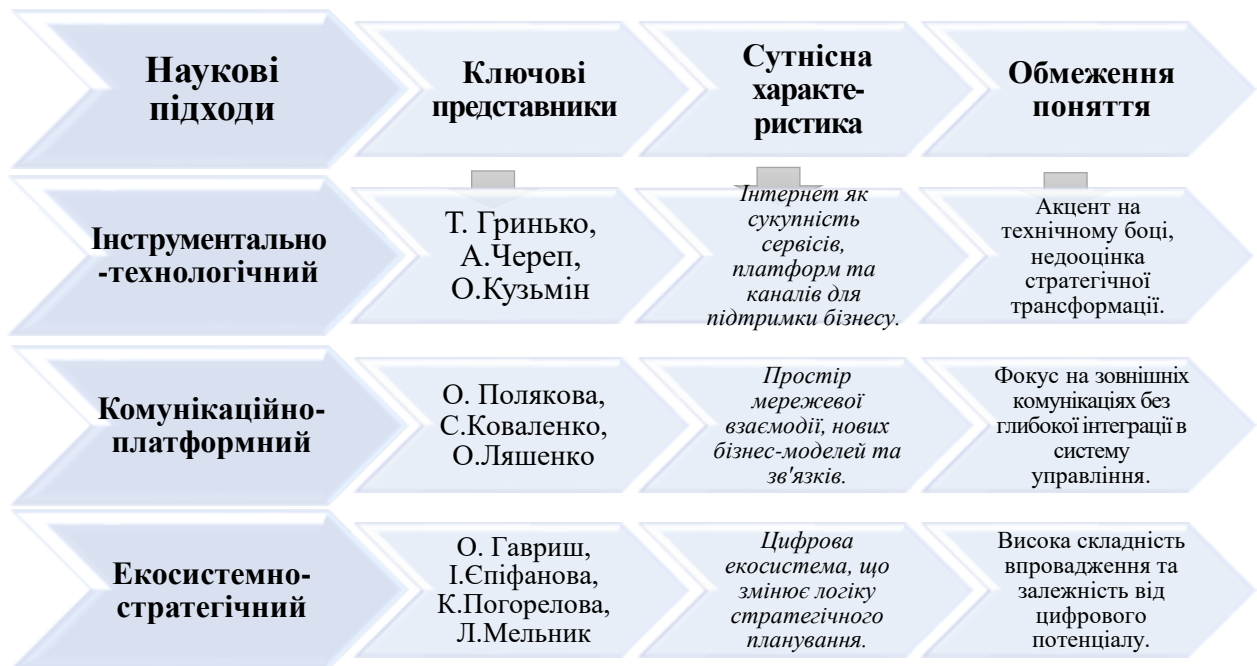 Наукові
підходи
Ключові
представники
Сутнісна
характе-
ристика
Обмеження
поняття
Інструментально
-технологічний
Т. Гринько,
А.Череп,
О.Кузьмін
Інтернет як
сукупність
сервісів,
платформ та
каналів для
підтримки бізнесу.
Акцент на
технічному боці,
недооцінка
стратегічної
трансформації.
Комунікаційно-
платформний
О. Полякова,
С.Коваленко,
О.Ляшенко
Простір
мережевої
взаємодії, нових
бізнес-моделей та
зв'язків.
Фокус на зовнішніх
комунікаціях без
глибокої інтеграції в
систему
управління.
Екосистемно-
стратегічний
О. Гавриш,
І.Єпіфанова,
К.Погорелова,
Л.Мельник
Цифрова
екосистема, що
змінює логіку
стратегічного
планування.
Висока складність
впровадження та
залежність від
цифрового
потенціалу.